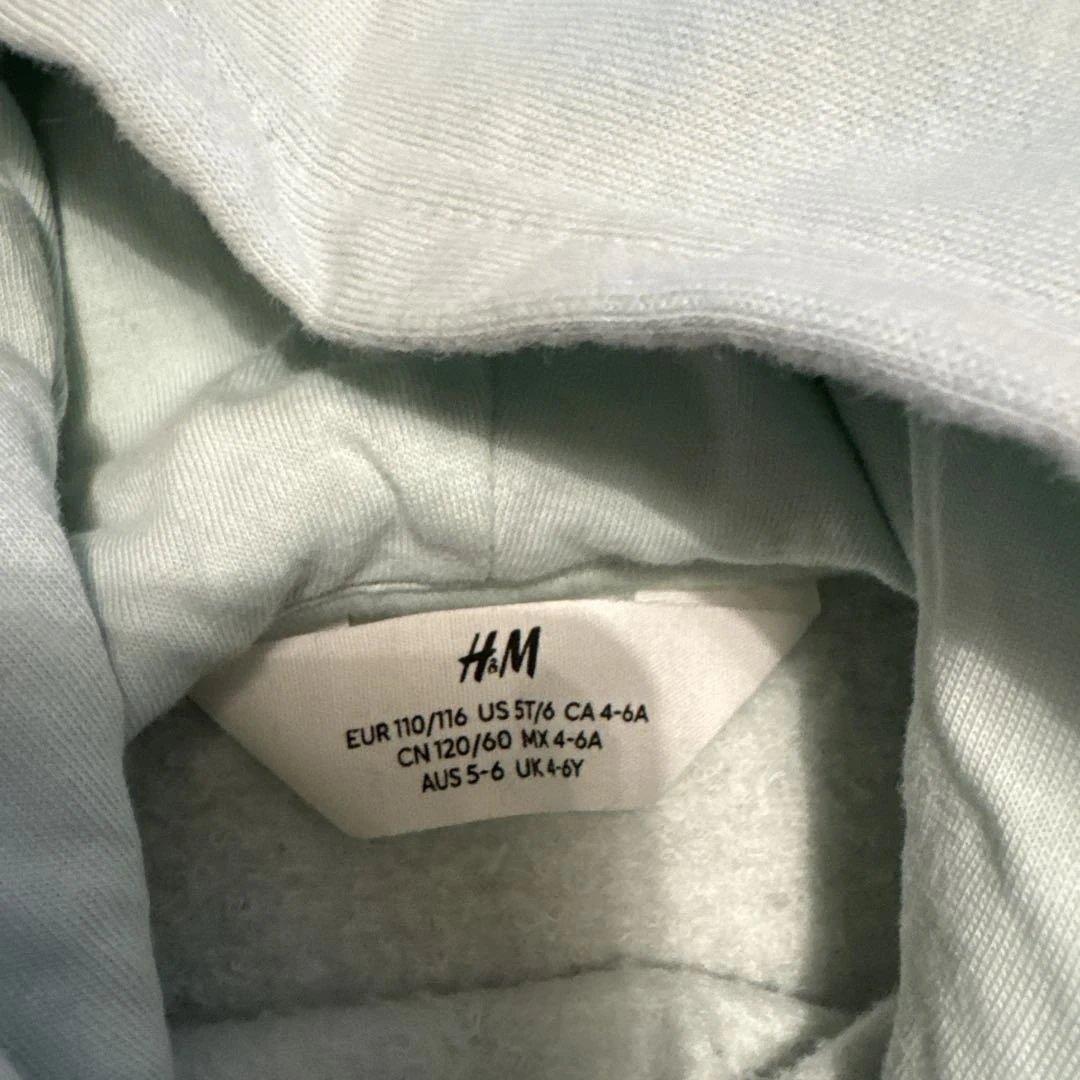 H&M
EUR 110/116 US 5T/6 CA 4-6A
CN 120/60 MX 4-6A
AUS 5-6 UK 4-6Y